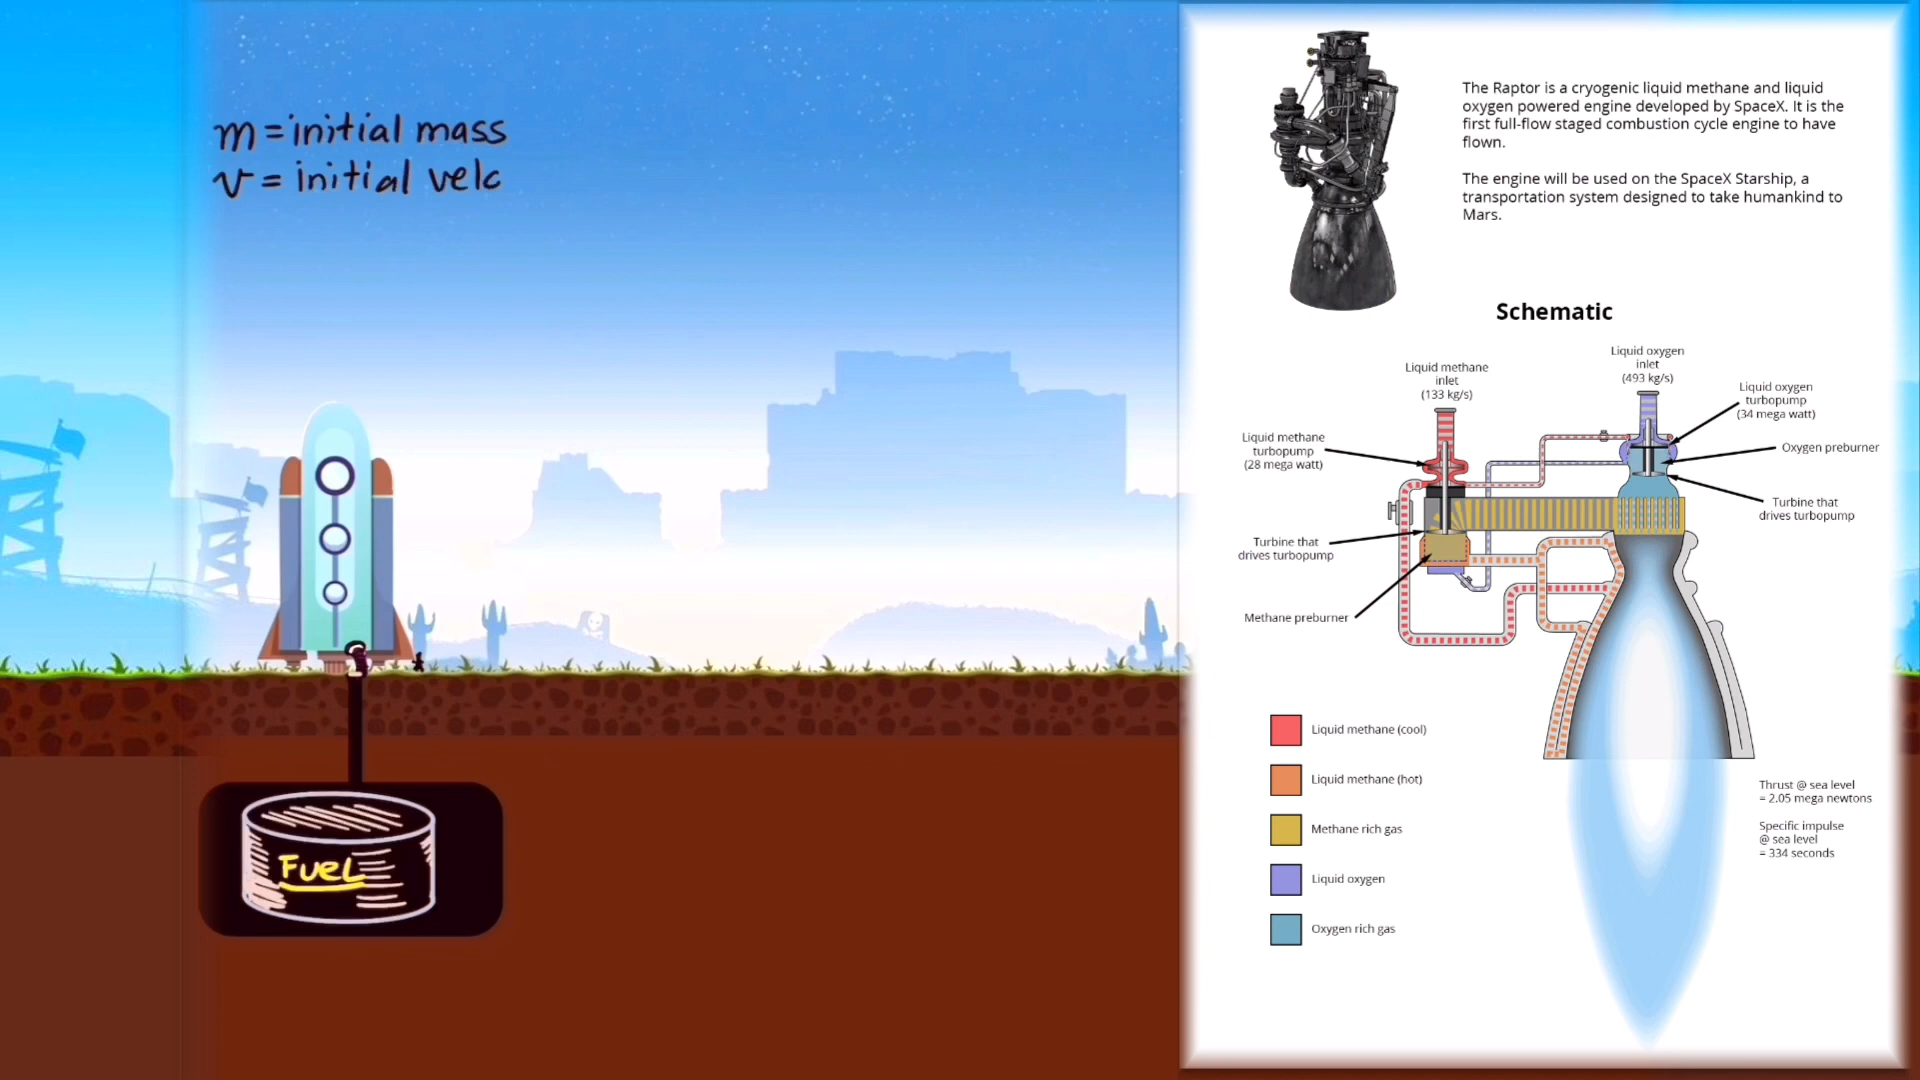 m = initial mass
v = initial velc
Fuel
The Raptor is a cryogenic liquid methane and liquid
oxygen powered engine developed by SpaceX. It is the
first full-flow staged combustion cycle engine to have
flown.
The engine will be used on the SpaceX Starship, a
transportation system designed to take humankind to
Mars.
Schematic
Liquid methane
inlet
(133 kg/s)
Liquid oxygen
inlet
(493 kg/s)
Liquid oxygen
turbopump
(34 mega watt)
Liquid methane
turbopump
(28 mega watt)
Oxygen preburner
Turbine that
drives turbopump
Turbine that
drives turbopump
Methane preburner
Liquid methane (cool)
Liquid methane (hot)
Methane rich gas
Liquid oxygen
Oxygen rich gas
Thrust @ sea level
= 2.05 mega newtons
Specific impulse
@ sea level
= 334 seconds